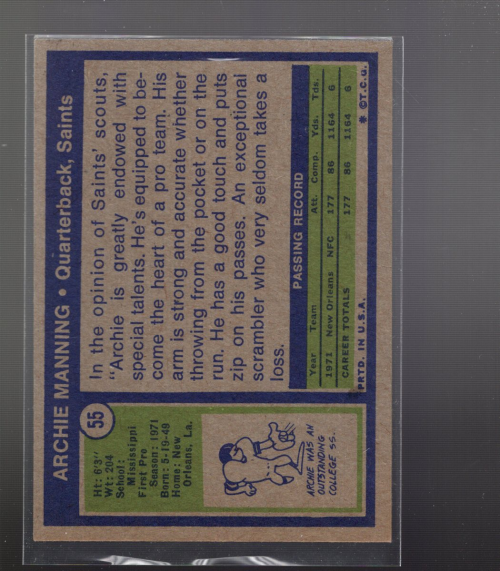 ARCHIE MANNING • Quarterback, Saints
55
Ht: 6'3"
Wt: 204
School:
Mississippi
First Pro
Season: 1971
Born: 5-19-49
Home: New
Orleans, La.
ARCHIE WAS AN
OUTSTANDING
COLLEGE SS.
In the opinion of Saints' scouts,
"Archie is greatly endowed with
special talents. He's equipped to be-
come the heart of a pro team. His
arm is strong and accurate whether
throwing from the pocket or on the
run. He has a good touch and puts
zip on his passes. An exceptional
scrambler who very seldom takes a
loss.
PASSING RECORD
Year Team Att. Comp. Yds. Tds.
1971 New Orleans NFC 177 86 1164 6
CAREER TOTALS 177 86 1164 6
PRTD. IN U.S.A. * ©T.C.G.